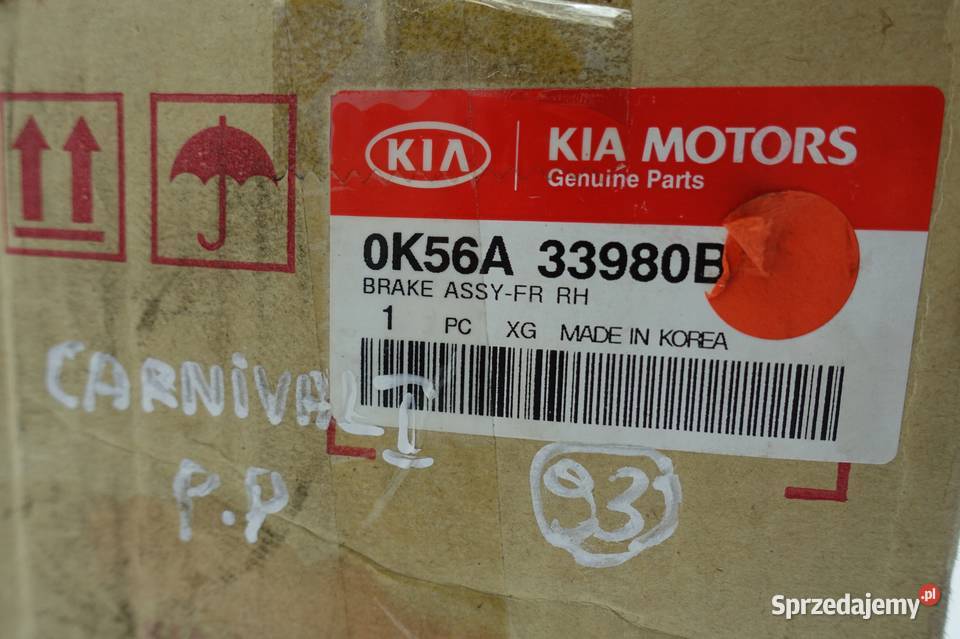 KIA
KIA MOTORS
Genuine Parts
0K56A 33980B
BRAKE ASSY-FR RH
1 PC XG MADE IN KOREA
CARNiVAL I
P.P
93
Sprzedajemy.pl